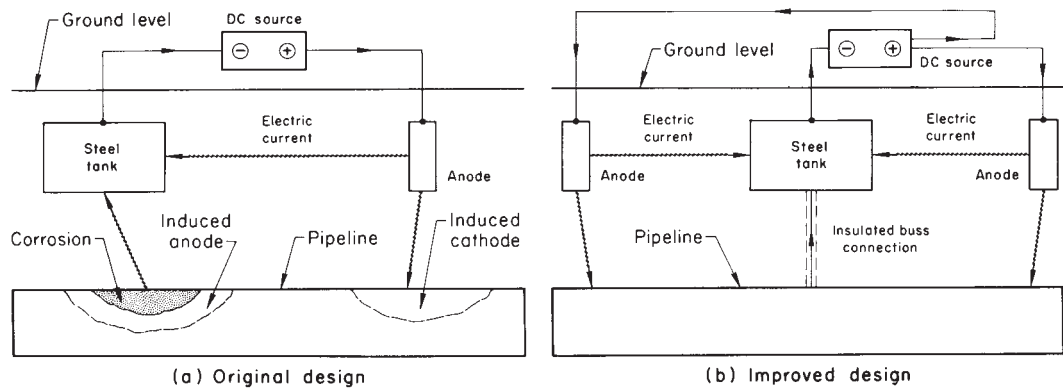 Ground level
DC source
⊖ ⊕
Electric
current
Steel
tank
Anode
Corrosion
Induced
anode
Pipeline
Induced
cathode
(a) Original design
Ground level
⊖ ⊕
DC source
Electric
current
Electric
current
Steel
tank
Anode
Anode
Pipeline
Insulated buss
connection
(b) Improved design